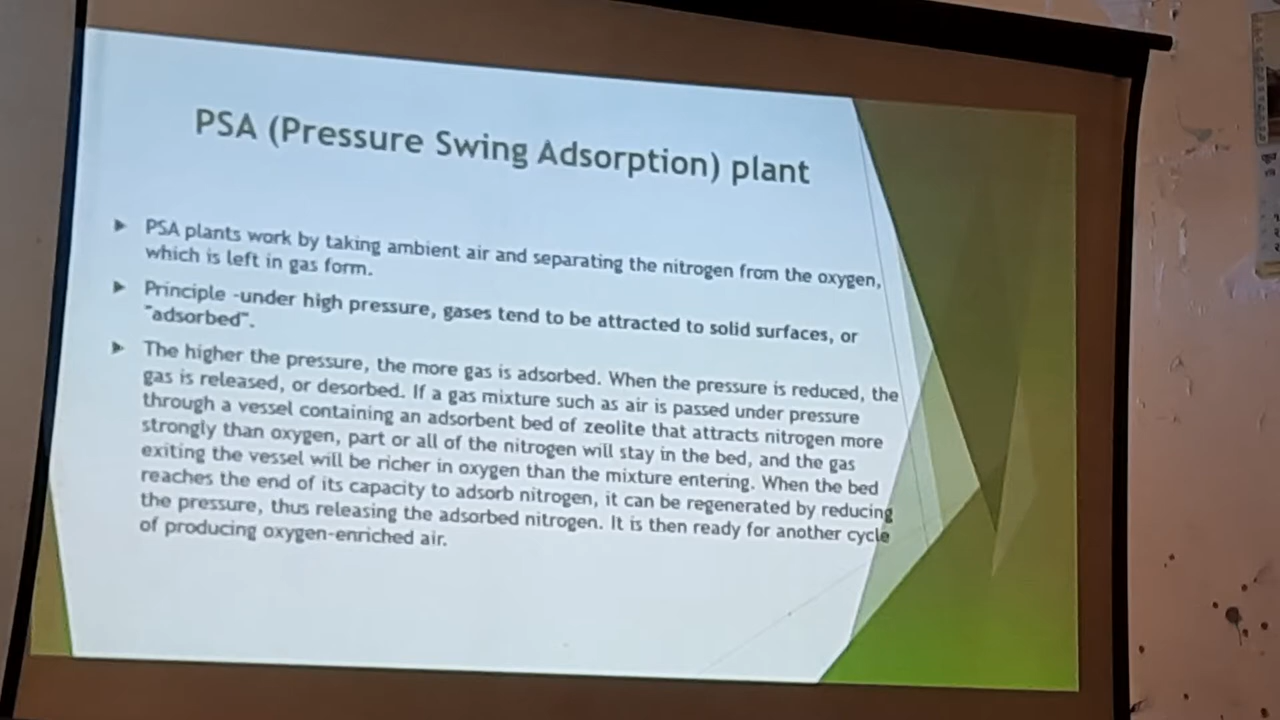 PSA (Pressure Swing Adsorption) plant
PSA plants work by taking ambient air and separating the nitrogen from the oxygen,
which is left in gas form.
Principle -under high pressure, gases tend to be attracted to solid surfaces, or
"adsorbed".
The higher the pressure, the more gas is adsorbed. When the pressure is reduced, the
gas is released, or desorbed. If a gas mixture such as air is passed under pressure
through a vessel containing an adsorbent bed of zeolite that attracts nitrogen more
strongly than oxygen, part or all of the nitrogen will stay in the bed, and the gas
exiting the vessel will be richer in oxygen than the mixture entering. When the bed
reaches the end of its capacity to adsorb nitrogen, it can be regenerated by reducing
the pressure, thus releasing the adsorbed nitrogen. It is then ready for another cycle
of producing oxygen-enriched air.